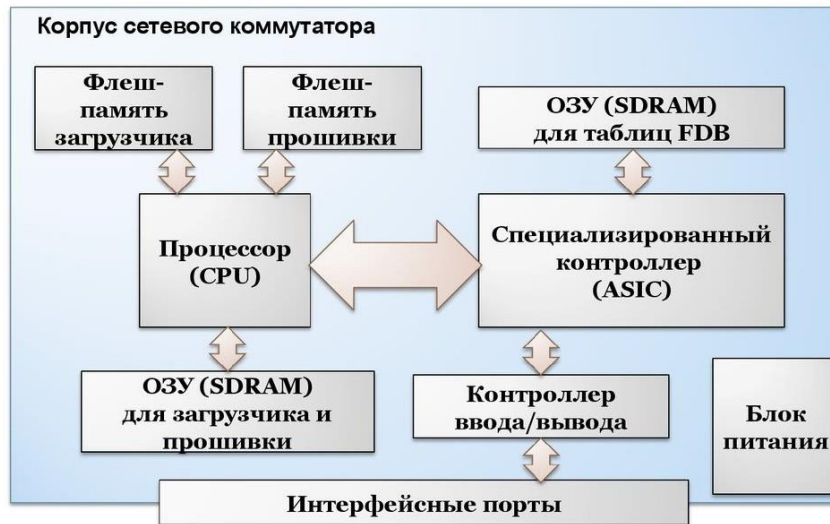 Корпус сетевого коммутатора
Флеш-
память
загрузчика
Флеш-
память
прошивки
ОЗУ (SDRAM)
для таблиц FDB
Процессор
(CPU)
Специализированный
контроллер
(ASIC)
ОЗУ (SDRAM)
для загрузчика и
прошивки
Контроллер
ввода/вывода
Блок
питания
Интерфейсные порты